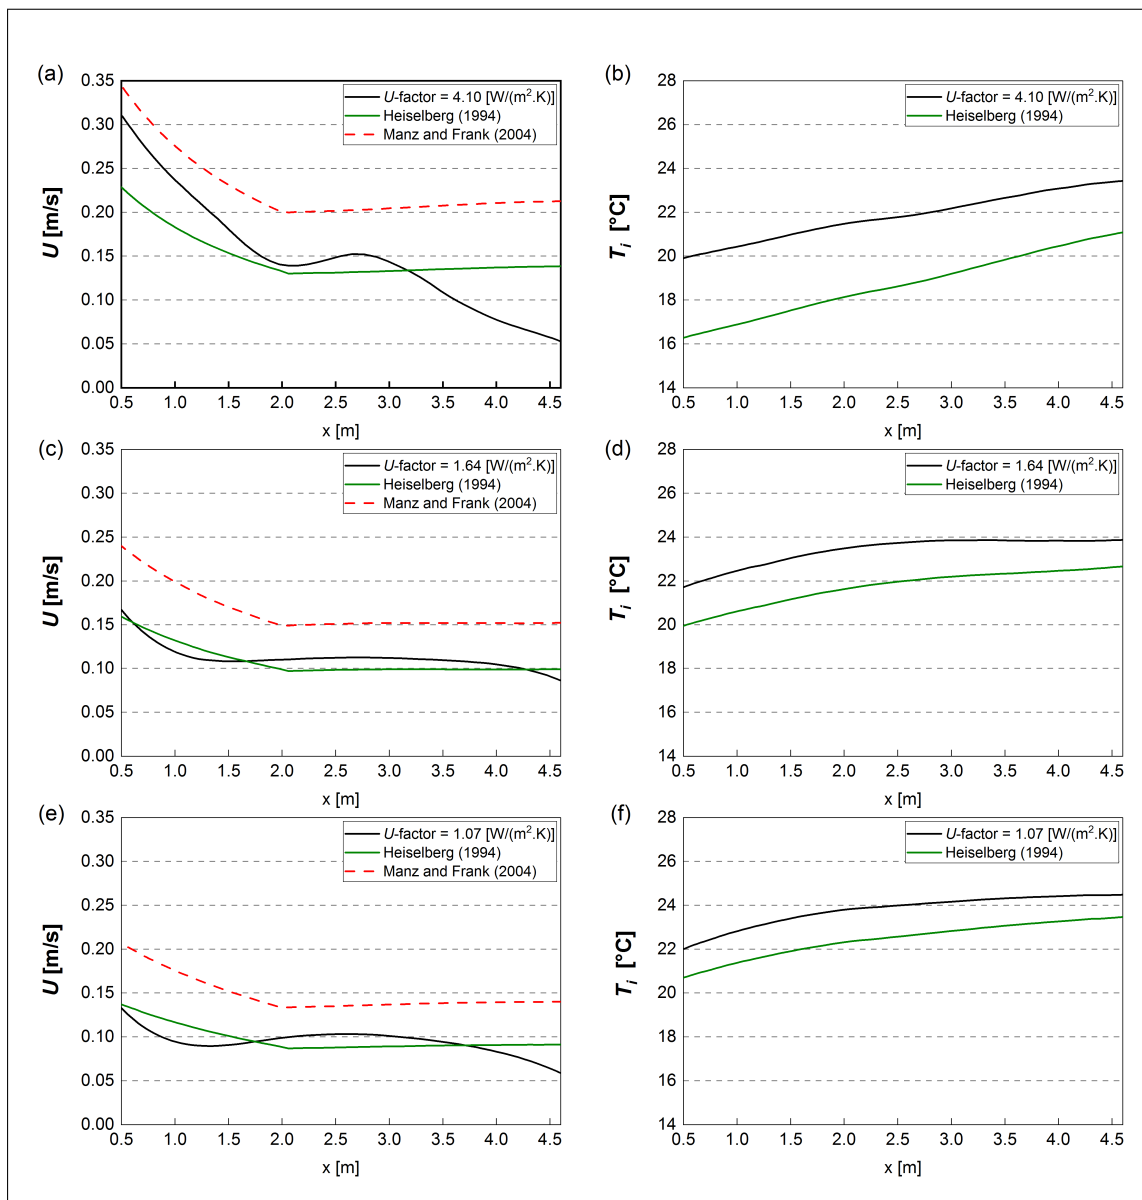 (a)
0.35
0.30
0.25
0.20
0.15
0.10
0.05
0.00
U [m/s]
U-factor = 4.10 [W/(m².K)]
Heiselberg (1994)
Manz and Frank (2004)
0.5 1.0 1.5 2.0 2.5 3.0 3.5 4.0 4.5
x [m]
(b)
28
26
24
22
20
18
16
14
T_i [°C]
U-factor = 4.10 [W/(m².K)]
Heiselberg (1994)
0.5 1.0 1.5 2.0 2.5 3.0 3.5 4.0 4.5
x [m]
(c)
0.35
0.30
0.25
0.20
0.15
0.10
0.05
0.00
U [m/s]
U-factor = 1.64 [W/(m².K)]
Heiselberg (1994)
Manz and Frank (2004)
0.5 1.0 1.5 2.0 2.5 3.0 3.5 4.0 4.5
x [m]
(d)
28
26
24
22
20
18
16
14
T_i [°C]
U-factor = 1.64 [W/(m².K)]
Heiselberg (1994)
0.5 1.0 1.5 2.0 2.5 3.0 3.5 4.0 4.5
x [m]
(e)
0.35
0.30
0.25
0.20
0.15
0.10
0.05
0.00
U [m/s]
U-factor = 1.07 [W/(m².K)]
Heiselberg (1994)
Manz and Frank (2004)
0.5 1.0 1.5 2.0 2.5 3.0 3.5 4.0 4.5
x [m]
(f)
28
26
24
22
20
18
16
14
T_i [°C]
U-factor = 1.07 [W/(m².K)]
Heiselberg (1994)
0.5 1.0 1.5 2.0 2.5 3.0 3.5 4.0 4.5
x [m]